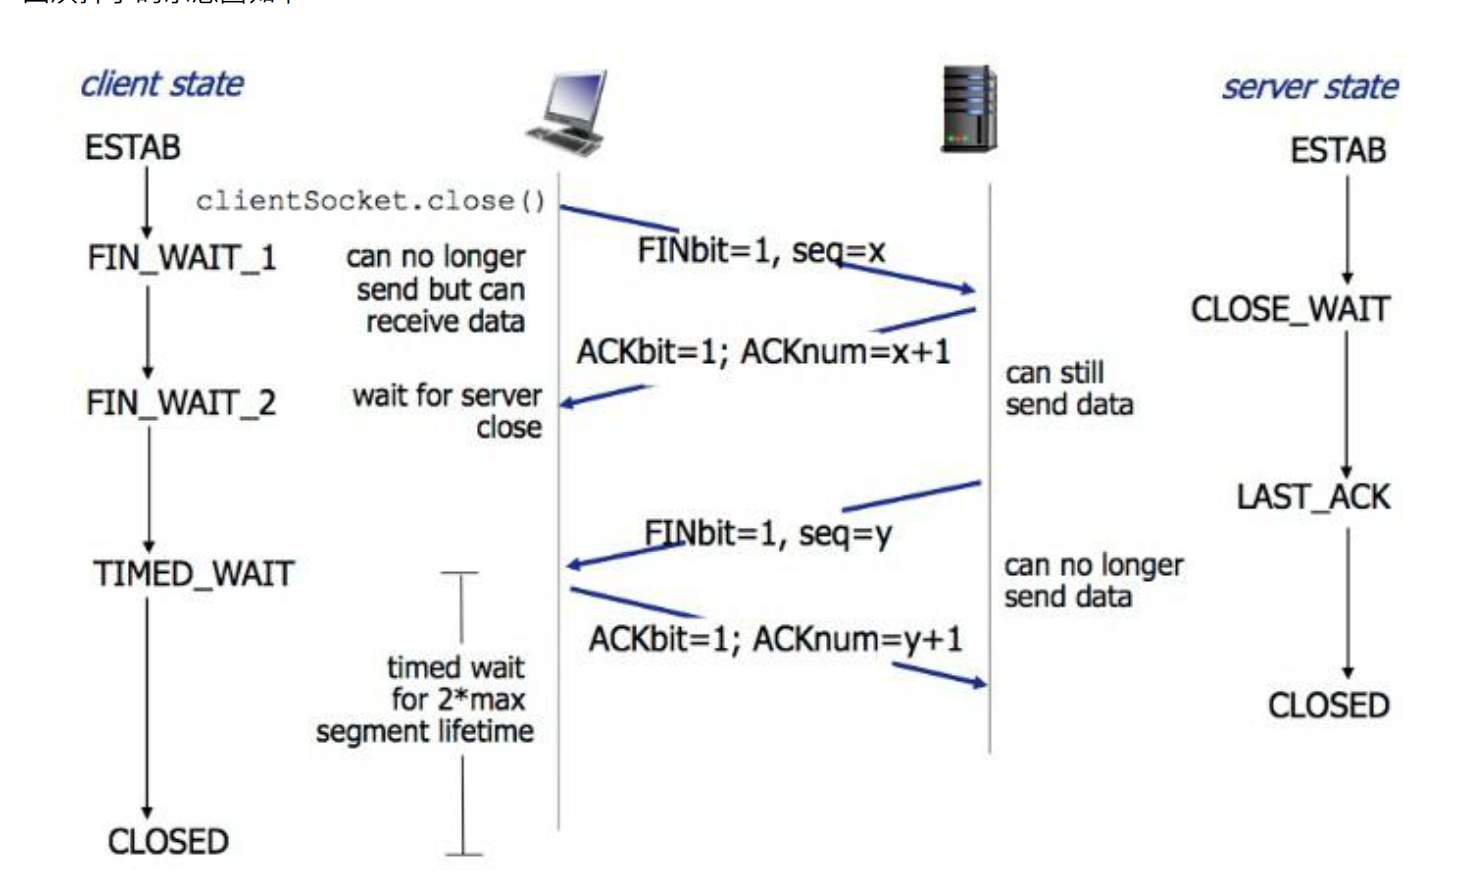 client state
server state
ESTAB
ESTAB
clientSocket.close()
FIN_WAIT_1
can no longer
send but can
receive data
FINbit=1, seq=x
CLOSE_WAIT
ACKbit=1; ACKnum=x+1
FIN_WAIT_2
wait for server
close
can still
send data
LAST_ACK
FINbit=1, seq=y
TIMED_WAIT
can no longer
send data
ACKbit=1; ACKnum=y+1
timed wait
for 2*max
segment lifetime
CLOSED
CLOSED